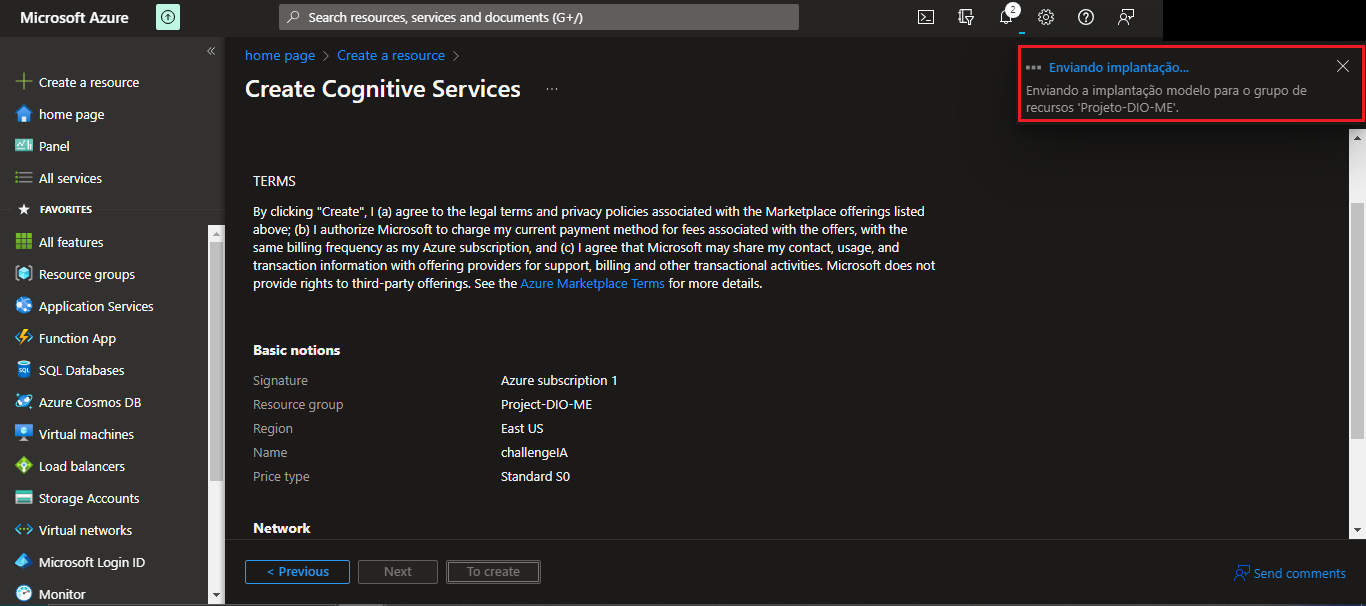 Microsoft Azure
Search resources, services and documents (G+/)
2
«
Create a resource
home page
Panel
All services
FAVORITES
All features
Resource groups
Application Services
Function App
SQL Databases
Azure Cosmos DB
Virtual machines
Load balancers
Storage Accounts
Virtual networks
Microsoft Login ID
Monitor
home page > Create a resource >
Create Cognitive Services ...
Enviando implantação...
Enviando a implantação modelo para o grupo de
recursos 'Projeto-DIO-ME'.
TERMS
By clicking "Create", I (a) agree to the legal terms and privacy policies associated with the Marketplace offerings listed
above; (b) I authorize Microsoft to charge my current payment method for fees associated with the offers, with the
same billing frequency as my Azure subscription, and (c) I agree that Microsoft may share my contact, usage, and
transaction information with offering providers for support, billing and other transactional activities. Microsoft does not
provide rights to third-party offerings. See the Azure Marketplace Terms for more details.
Basic notions
Signature Azure subscription 1
Resource group Project-DIO-ME
Region East US
Name challengeIA
Price type Standard S0
Network
< Previous
Next
To create
Send comments